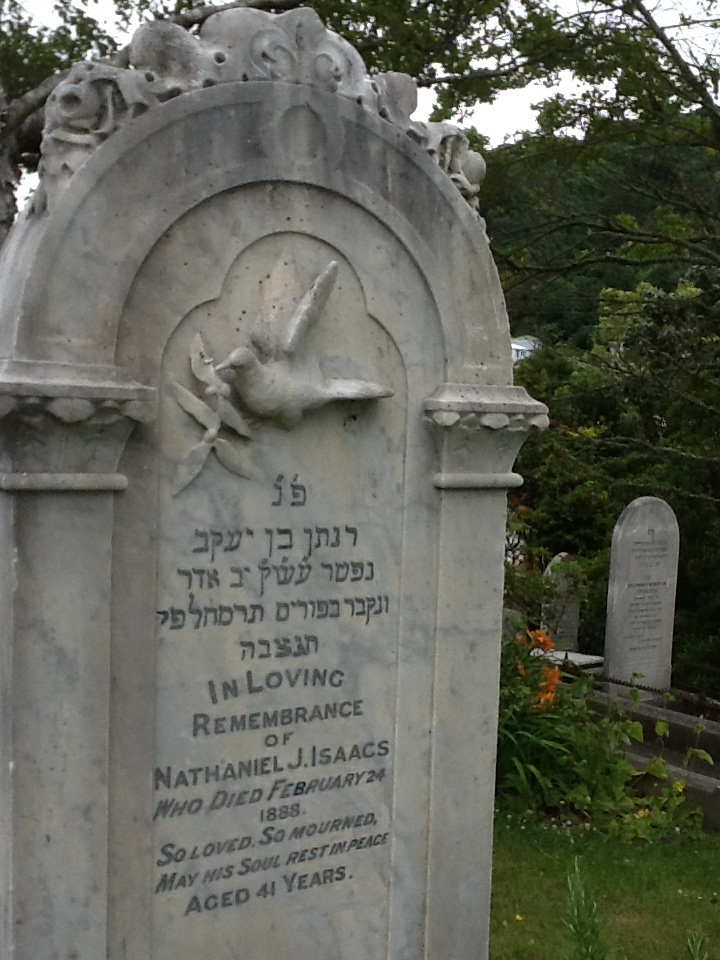 פ״נ
ר נתן בן יעקב
נפטר עש״ק יב אדר
ונקבר בפורים תרמח לפ״ק
תנצבה
IN LOVING
REMEMBRANCE
OF
NATHANIEL J. ISAACS
WHO DIED FEBRUARY 24
1888.
SO LOVED. SO MOURNED,
MAY HIS SOUL REST IN PEACE
AGED 41 YEARS.